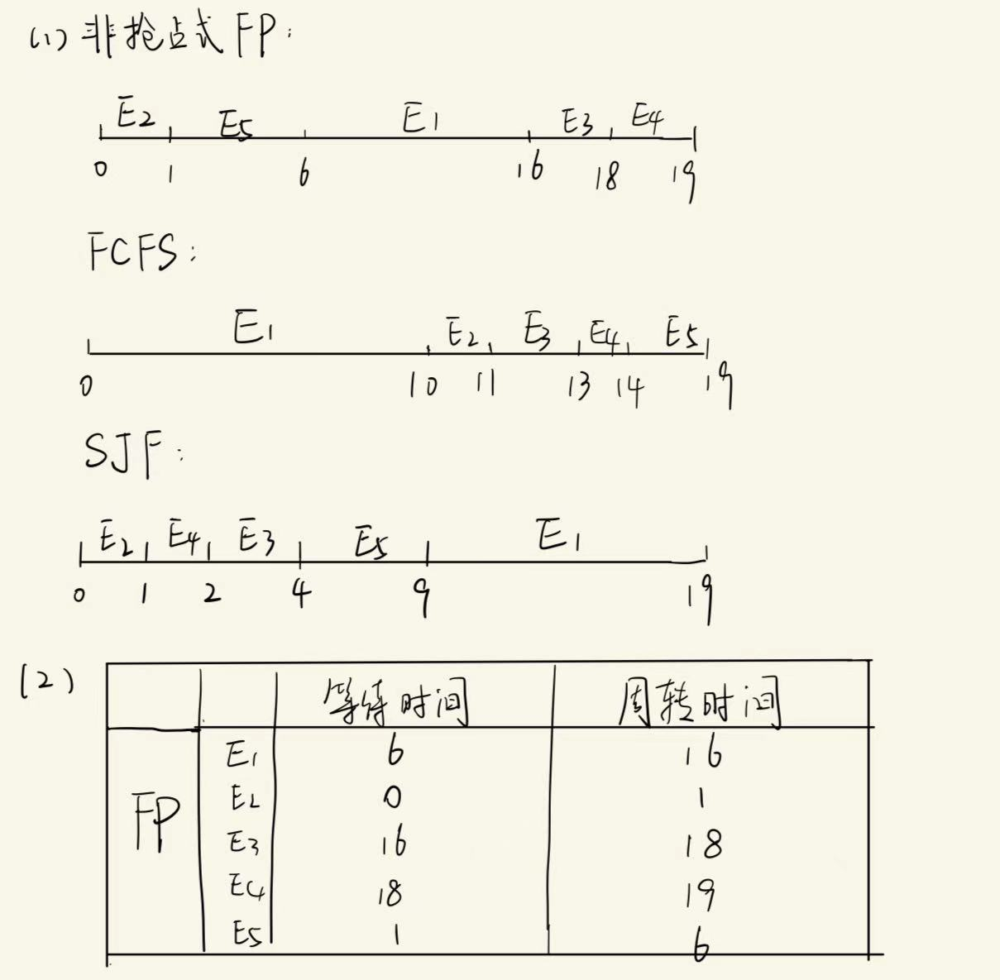 (1) 非抢占式 FP:
E2 E5 E1 E3 E4
0 1 6 16 18 19
FCFS:
E1 E2 E3 E4 E5
0 10 11 13 14 19
SJF:
E2 E4 E3 E5 E1
0 1 2 4 9 19
(2)
等待时间 周转时间
FP
E1 6 16
E2 0 1
E3 16 18
E4 18 19
E5 1 6